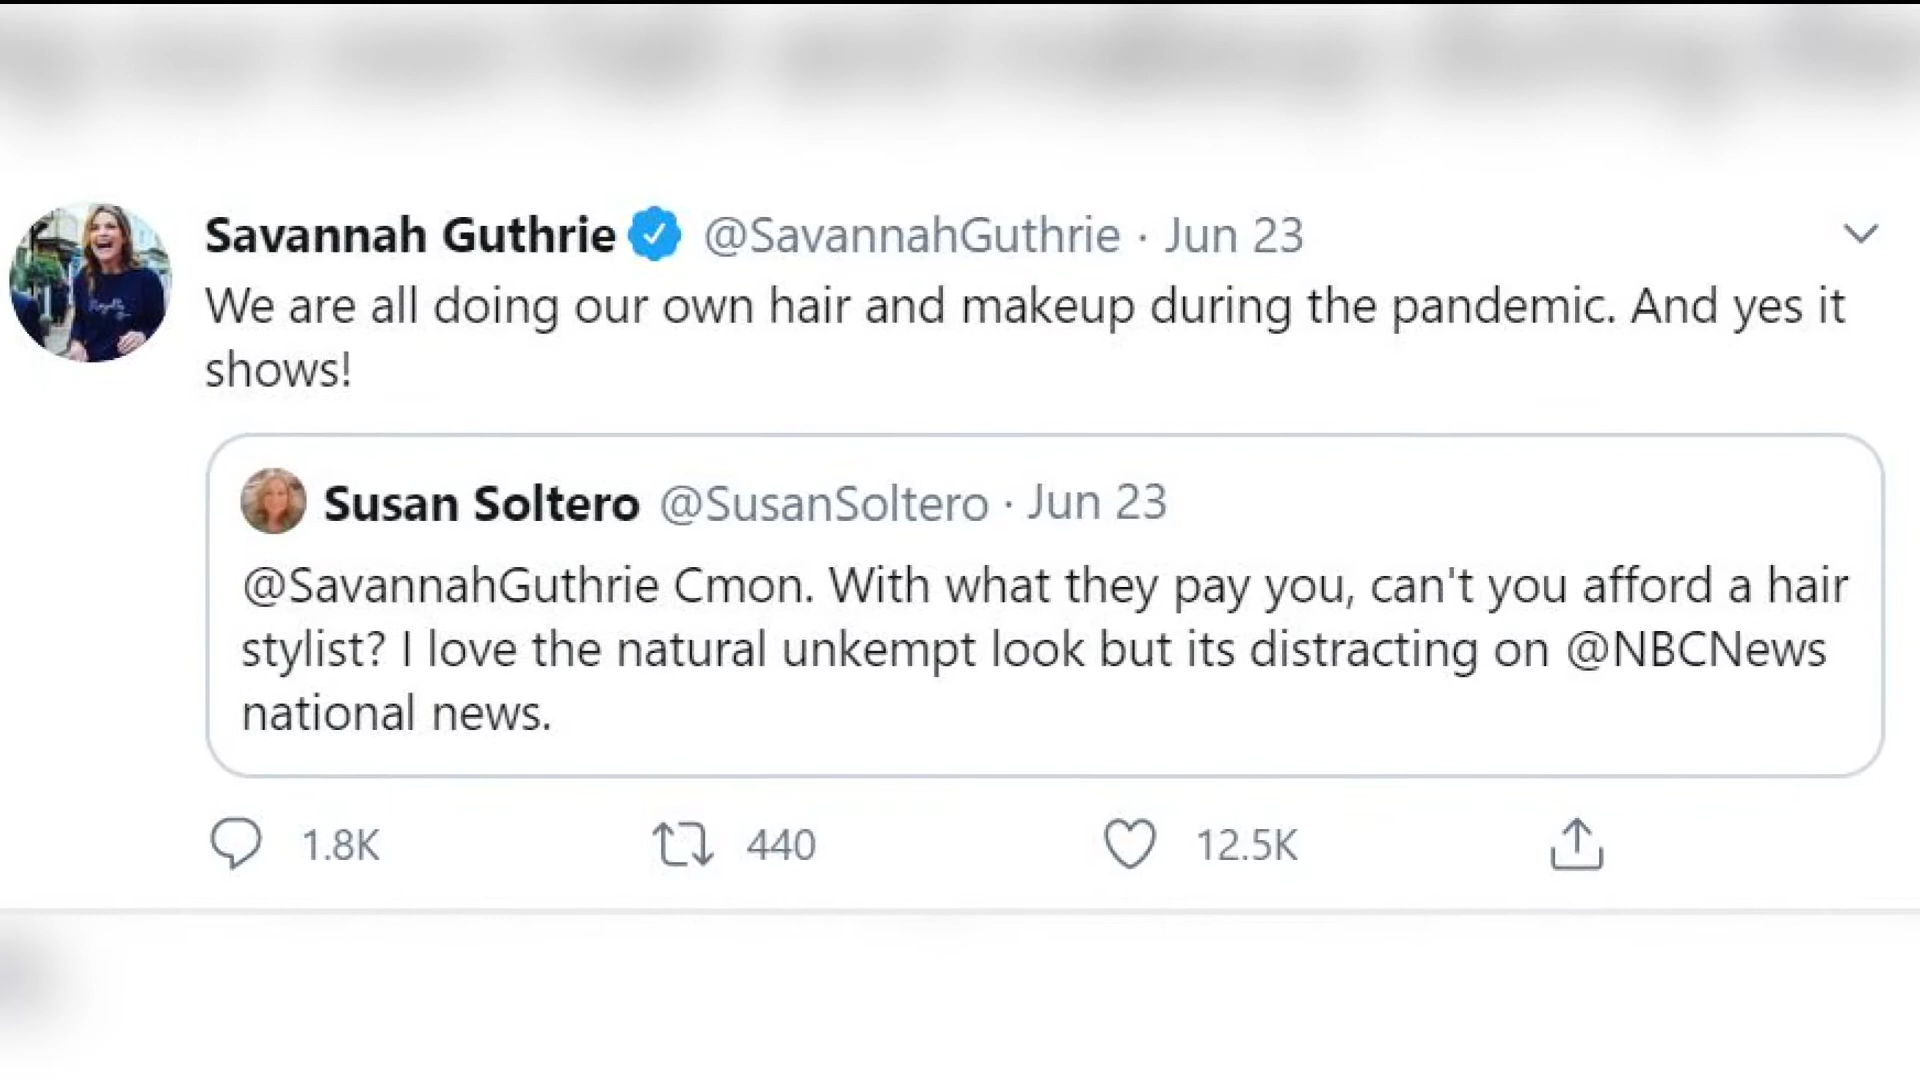 Savannah Guthrie @SavannahGuthrie · Jun 23
We are all doing our own hair and makeup during the pandemic. And yes it
shows!
Susan Soltero @SusanSoltero · Jun 23
@SavannahGuthrie Cmon. With what they pay you, can't you afford a hair
stylist? I love the natural unkempt look but its distracting on @NBCNews
national news.
1.8K 440 12.5K